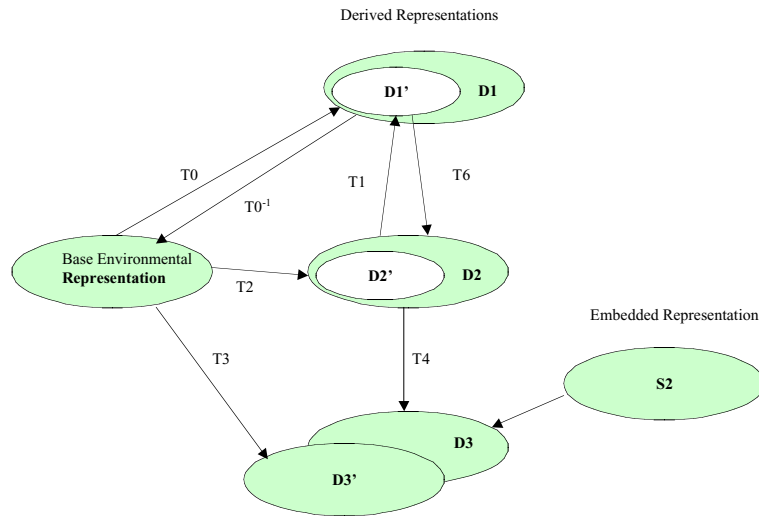 Derived Representations
D1’ D1
T0
T0-1
T1
T6
Base Environmental
Representation
T2
D2’ D2
Embedded Representation
T3
T4
S2
D3
D3’